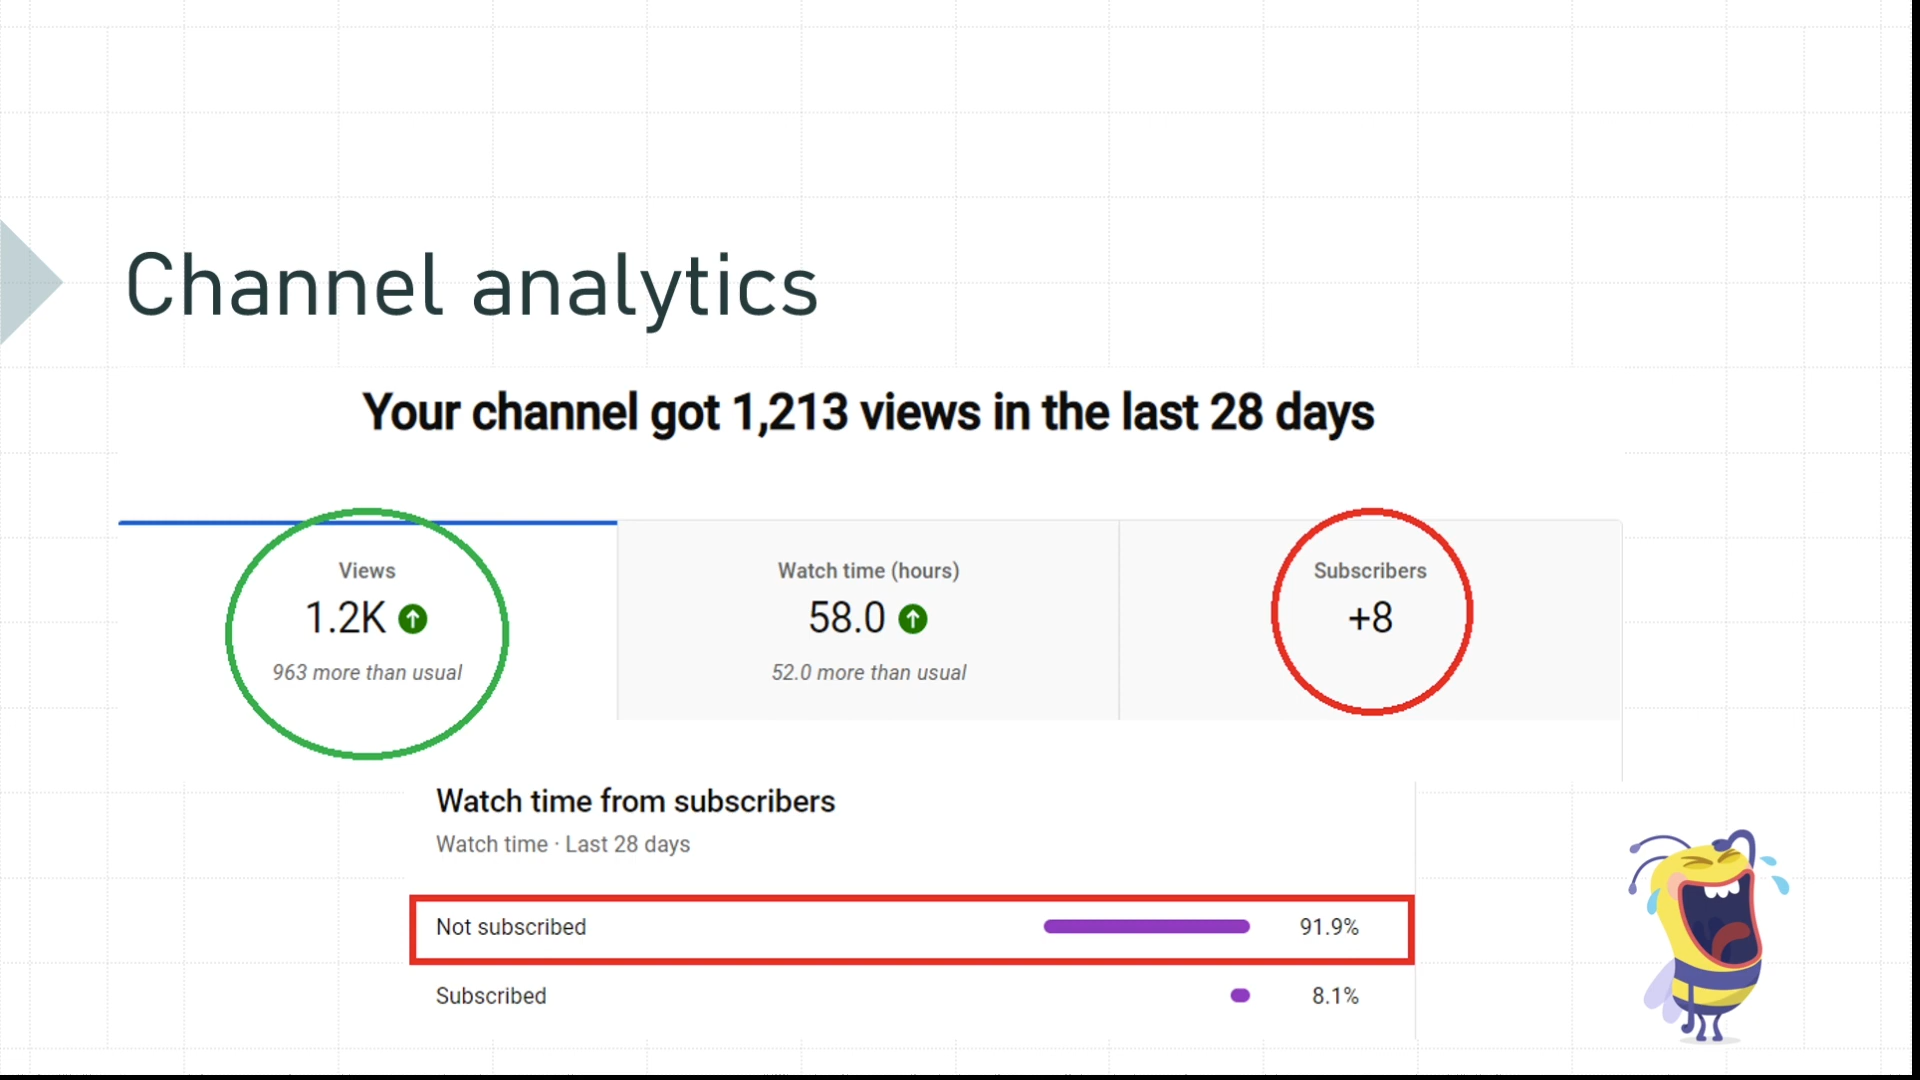 Channel analytics
Your channel got 1,213 views in the last 28 days
Views
1.2K
963 more than usual
Watch time (hours)
58.0
52.0 more than usual
Subscribers
+8
Watch time from subscribers
Watch time · Last 28 days
Not subscribed 91.9%
Subscribed 8.1%